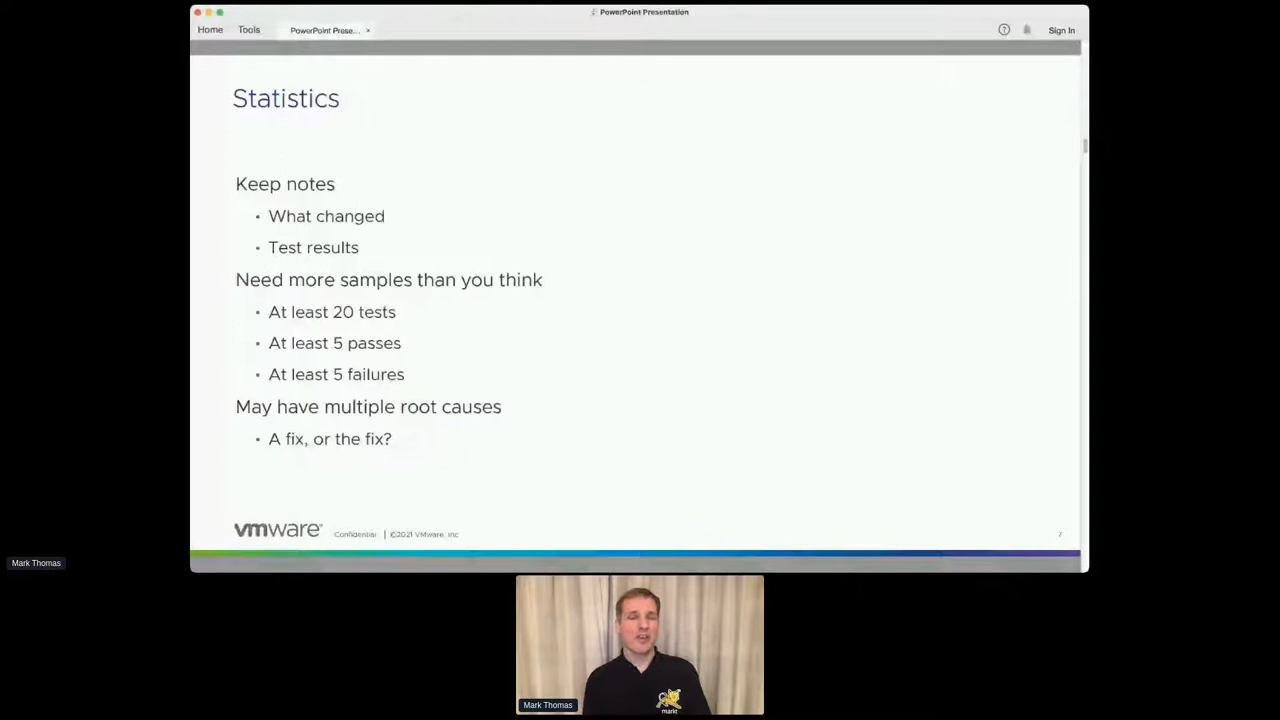 PowerPoint Presentation
Home Tools PowerPoint Prese... × Sign In
Statistics
Keep notes
• What changed
• Test results
Need more samples than you think
• At least 20 tests
• At least 5 passes
• At least 5 failures
May have multiple root causes
• A fix, or the fix?
vmware® Confidential | ©2021 VMware, Inc 7
Mark Thomas
Mark Thomas
markt